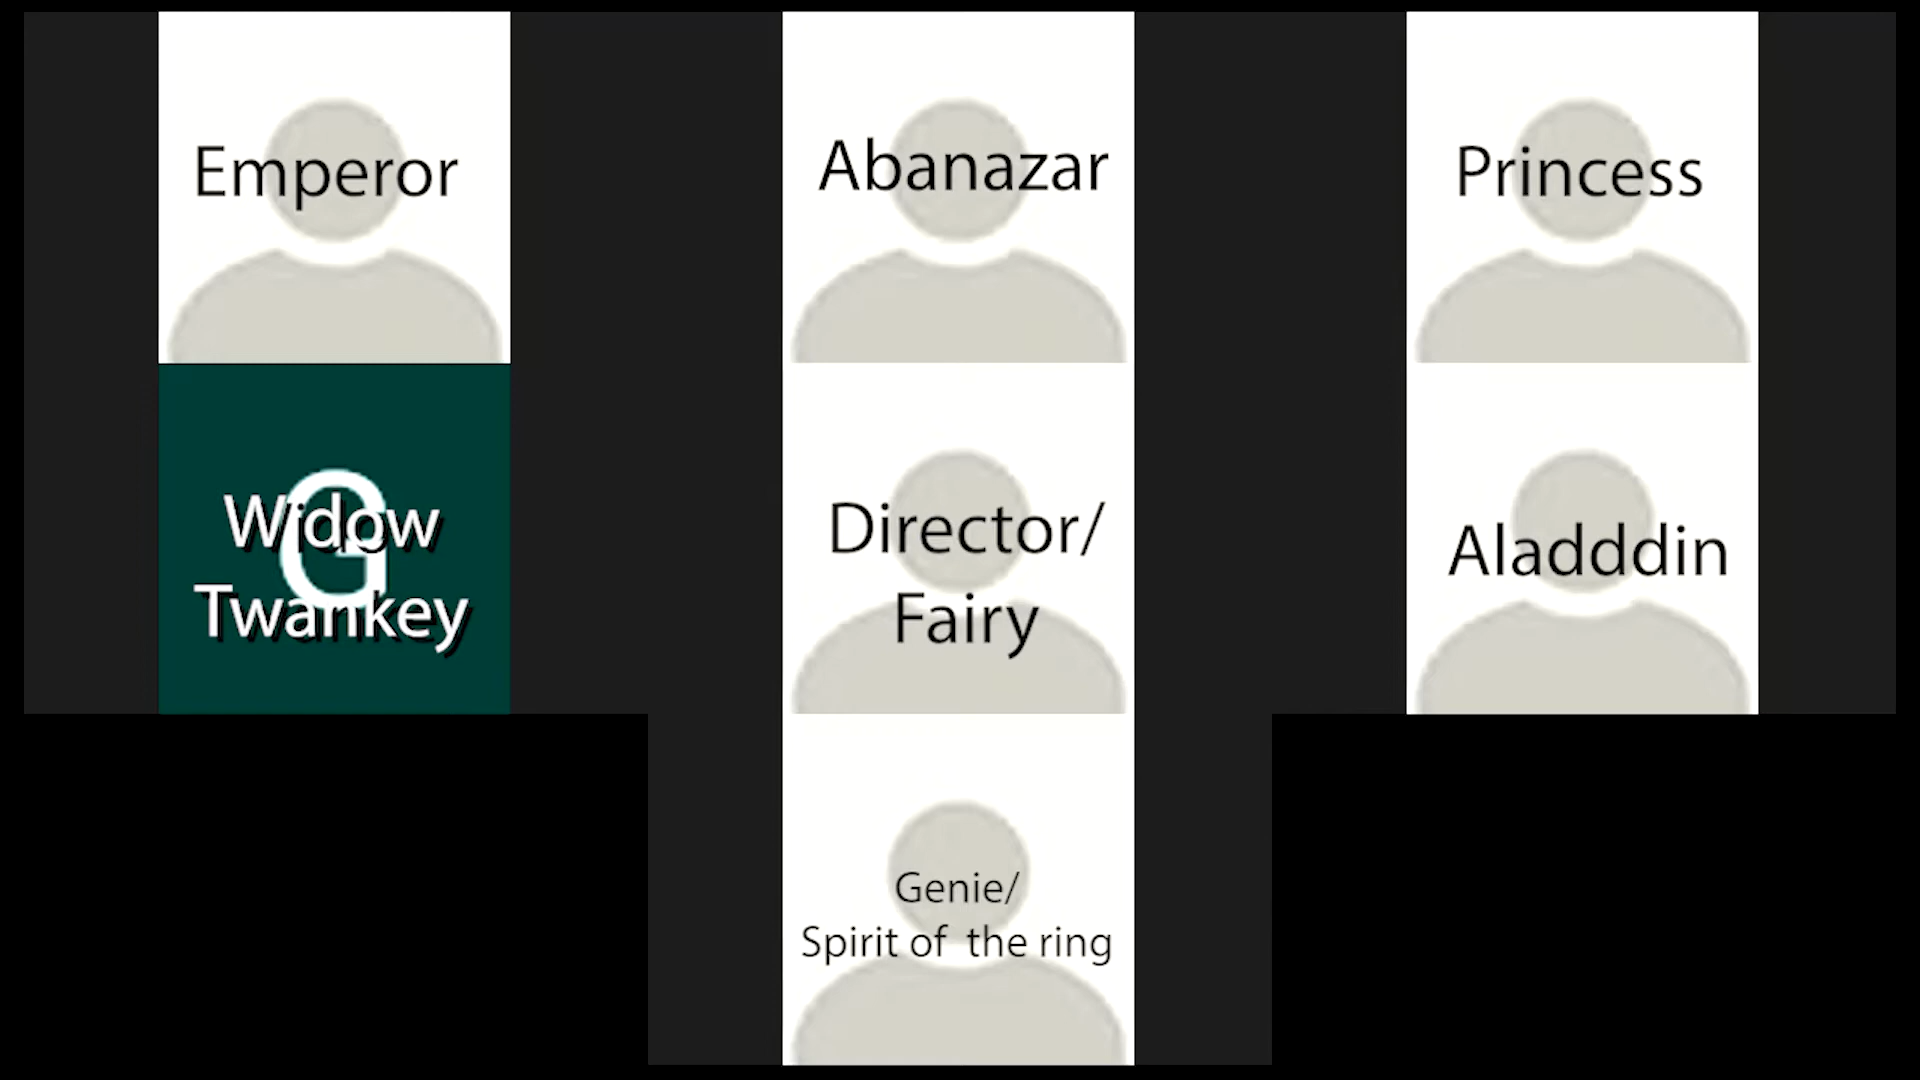 Emperor
Abanazar
Princess
G
Widow
Twankey
Director/
Fairy
Aladddin
Genie/
Spirit of the ring